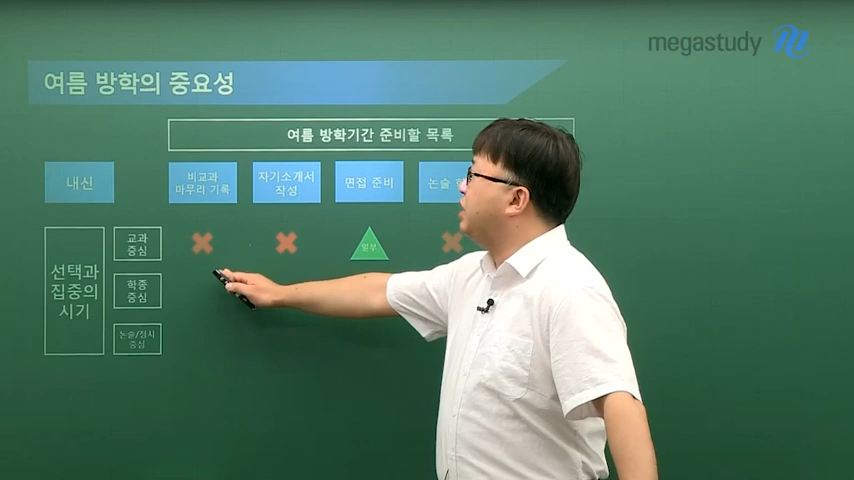 megastudy
여름 방학의 중요성
여름 방학기간 준비할 목록
내신
비교과
마무리 기록
자기소개서
작성
면접 준비
논술
선택과
집중의
시기
교과
중심
일부
학종
중심
논술/정시
중심